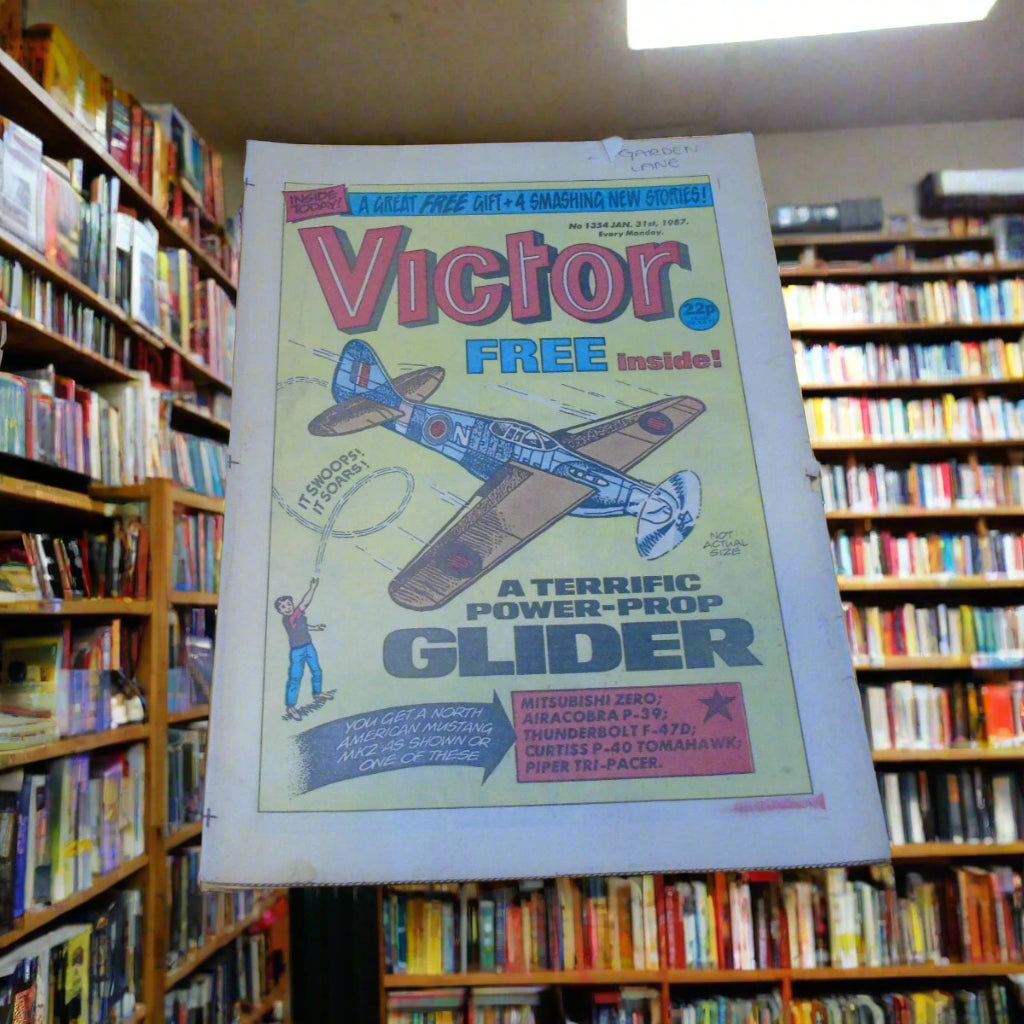 GARDEN
LANE
INSIDE
TODAY!
A GREAT FREE GIFT + 4 SMASHING NEW STORIES!
No 1354 JAN. 31st, 1987.
Every Monday.
Victor
22p
FREE inside!
N
IT SWOOPS!
IT SOARS!
NOT
ACTUAL
SIZE
A TERRIFIC
POWER-PROP
GLIDER
YOU GET A NORTH
AMERICAN MUSTANG
MK2 AS SHOWN OR
ONE OF THESE
MITSUBISHI ZERO;
AIRACOBRA P-39;
THUNDERBOLT F-47D;
CURTISS P-40 TOMAHAWK;
PIPER TRI-PACER.